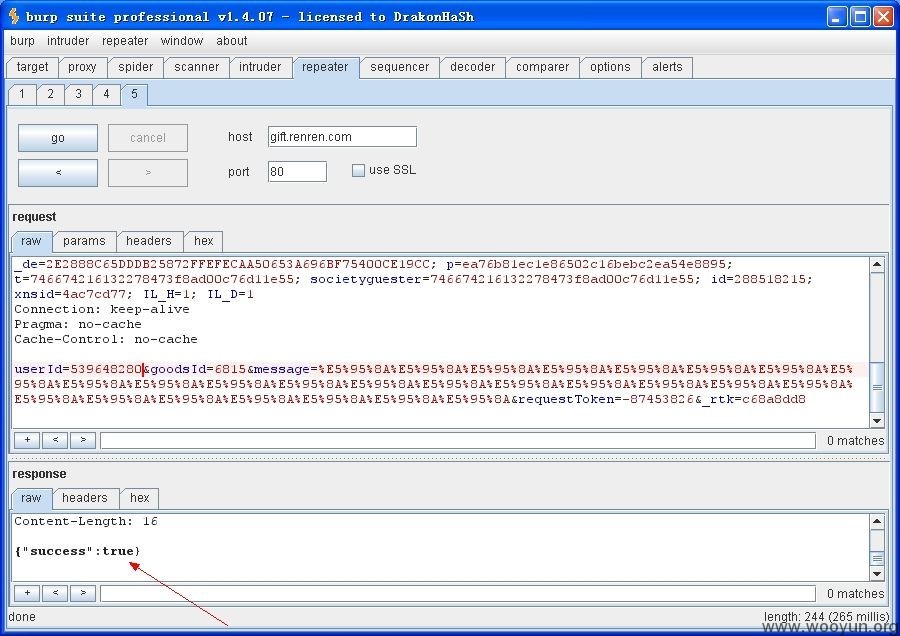 burp suite professional v1.4.07 - licensed to DrakonHaSh
burp intruder repeater window about
target proxy spider scanner intruder repeater sequencer decoder comparer options alerts
1 2 3 4 5
go cancel host gift.renren.com
< > port 80 use SSL
request
raw params headers hex
_de=2E2888C65DDDB25872FFEFECAA50653A696BF75400CE19CC; p=ea76b81ec1e86502c16bebc2ea54e8895;
t=746674216132278473f8ad00c76d11e55; societyguester=746674216132278473f8ad00c76d11e55; id=288518215;
xnsid=4ac7cd77; IL_H=1; IL_D=1
Connection: keep-alive
Pragma: no-cache
Cache-Control: no-cache
userId=539648280&goodsId=6815&message=%E5%95%8A%E5%95%8A%E5%95%8A%E5%95%8A%E5%95%8A%E5%95%8A%E5%95%8A%E5%
95%8A%E5%95%8A%E5%95%8A%E5%95%8A%E5%95%8A%E5%95%8A%E5%95%8A%E5%95%8A%E5%95%8A%E5%95%8A%E5%95%8A%
E5%95%8A%E5%95%8A%E5%95%8A%E5%95%8A%E5%95%8A%E5%95%8A%E5%95%8A&requestToken=-87453826&_rtk=c68a8dd8
+ < > 0 matches
response
raw headers hex
Content-Length: 16
{"success":true}
+ < > 0 matches
done length: 244 (265 millis)
www.wooyun.org